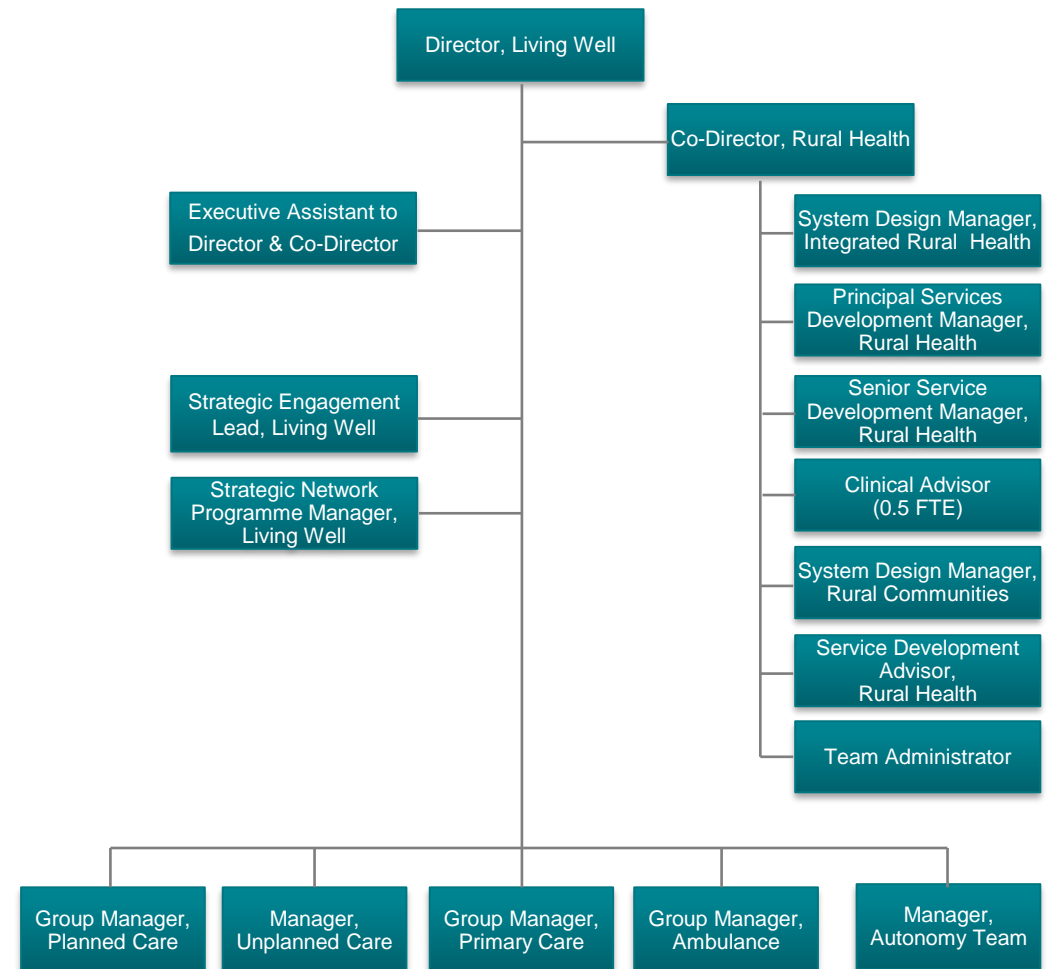 Director, Living Well
Co-Director, Rural Health
Executive Assistant to
Director & Co-Director
Strategic Engagement
Lead, Living Well
Strategic Network
Programme Manager,
Living Well
System Design Manager,
Integrated Rural  Health
Principal Services
Development Manager,
Rural Health
Senior Service
Development Manager,
Rural Health
Clinical Advisor
(0.5 FTE)
System Design Manager,
Rural Communities
Service Development
Advisor,
Rural Health
Team Administrator
Group Manager,
Planned Care
Manager,
Unplanned Care
Group Manager,
Primary Care
Group Manager,
Ambulance
Manager,
Autonomy Team